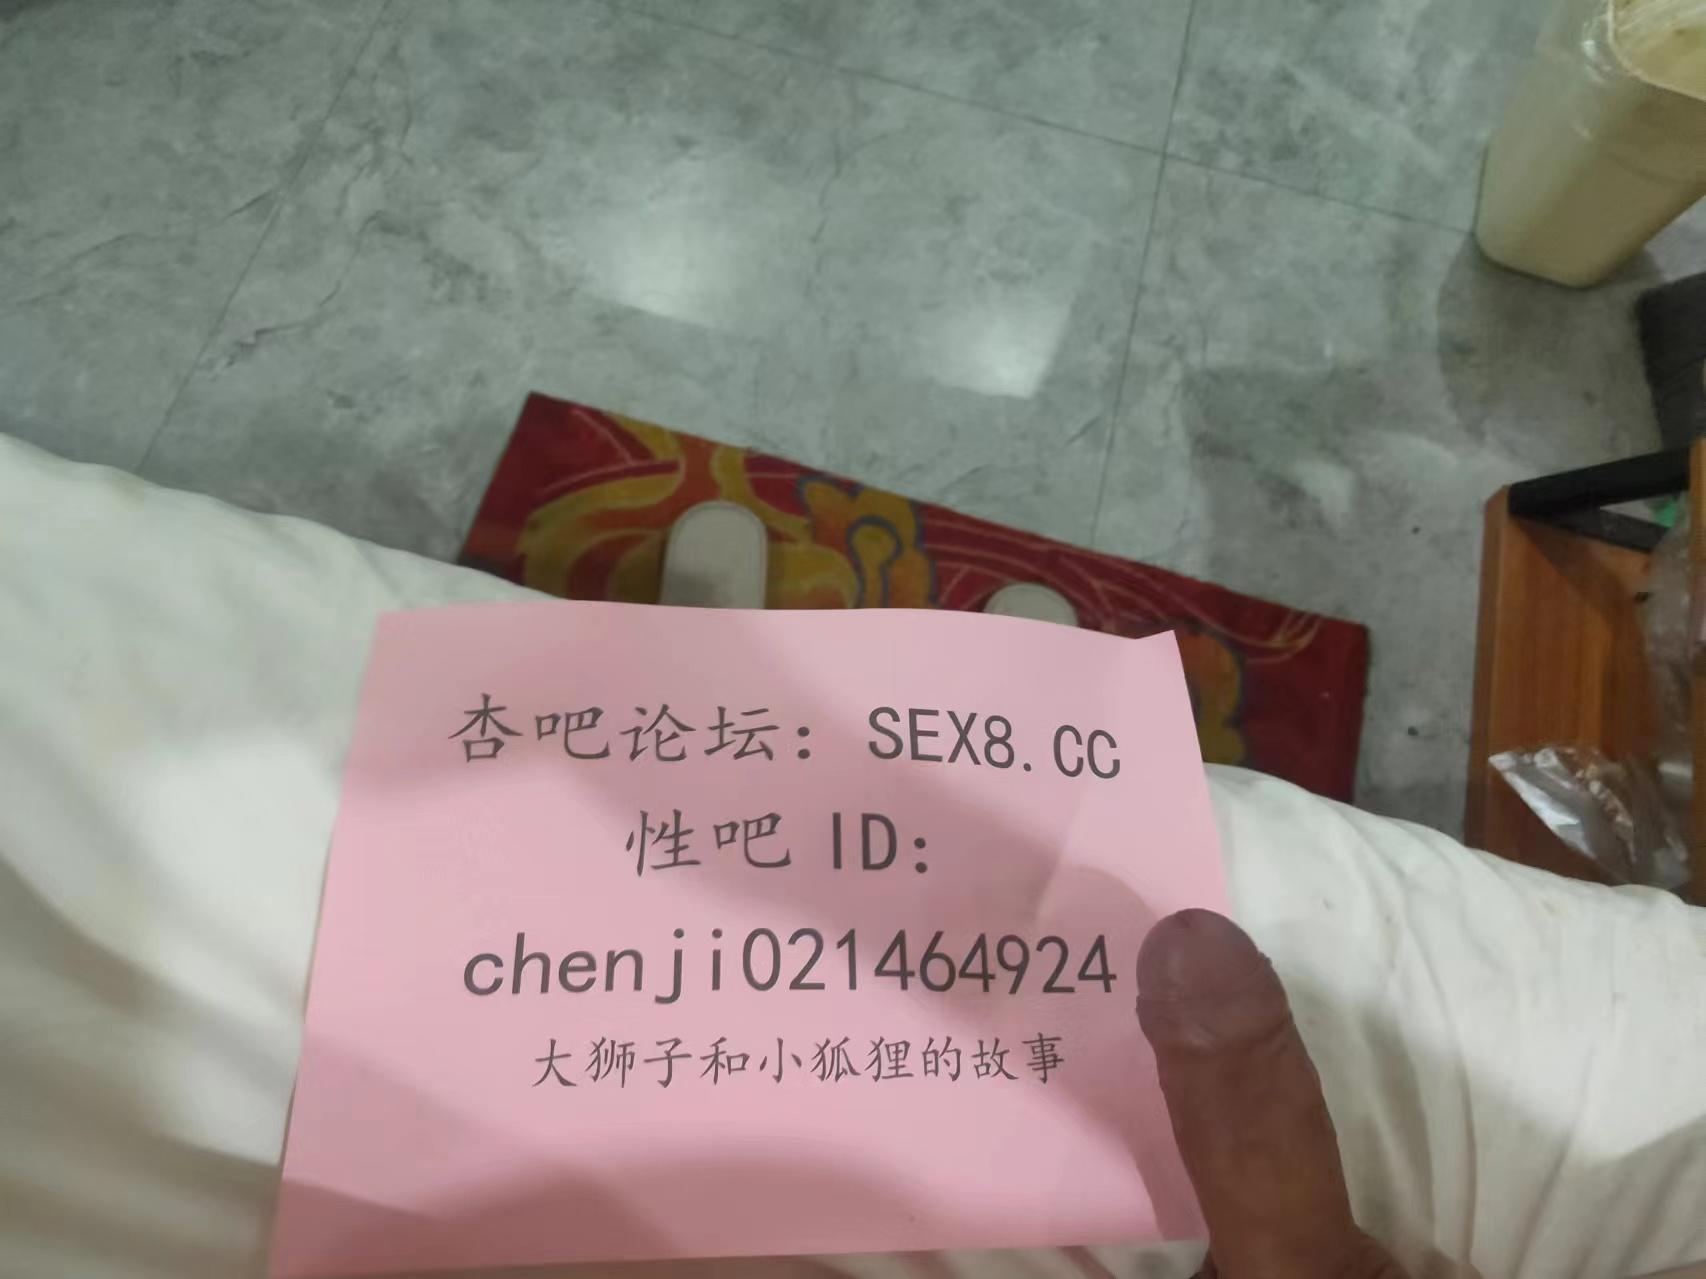 杏吧论坛：SEX8.CC
性吧 ID：
chenji021464924
大狮子和小狐狸的故事